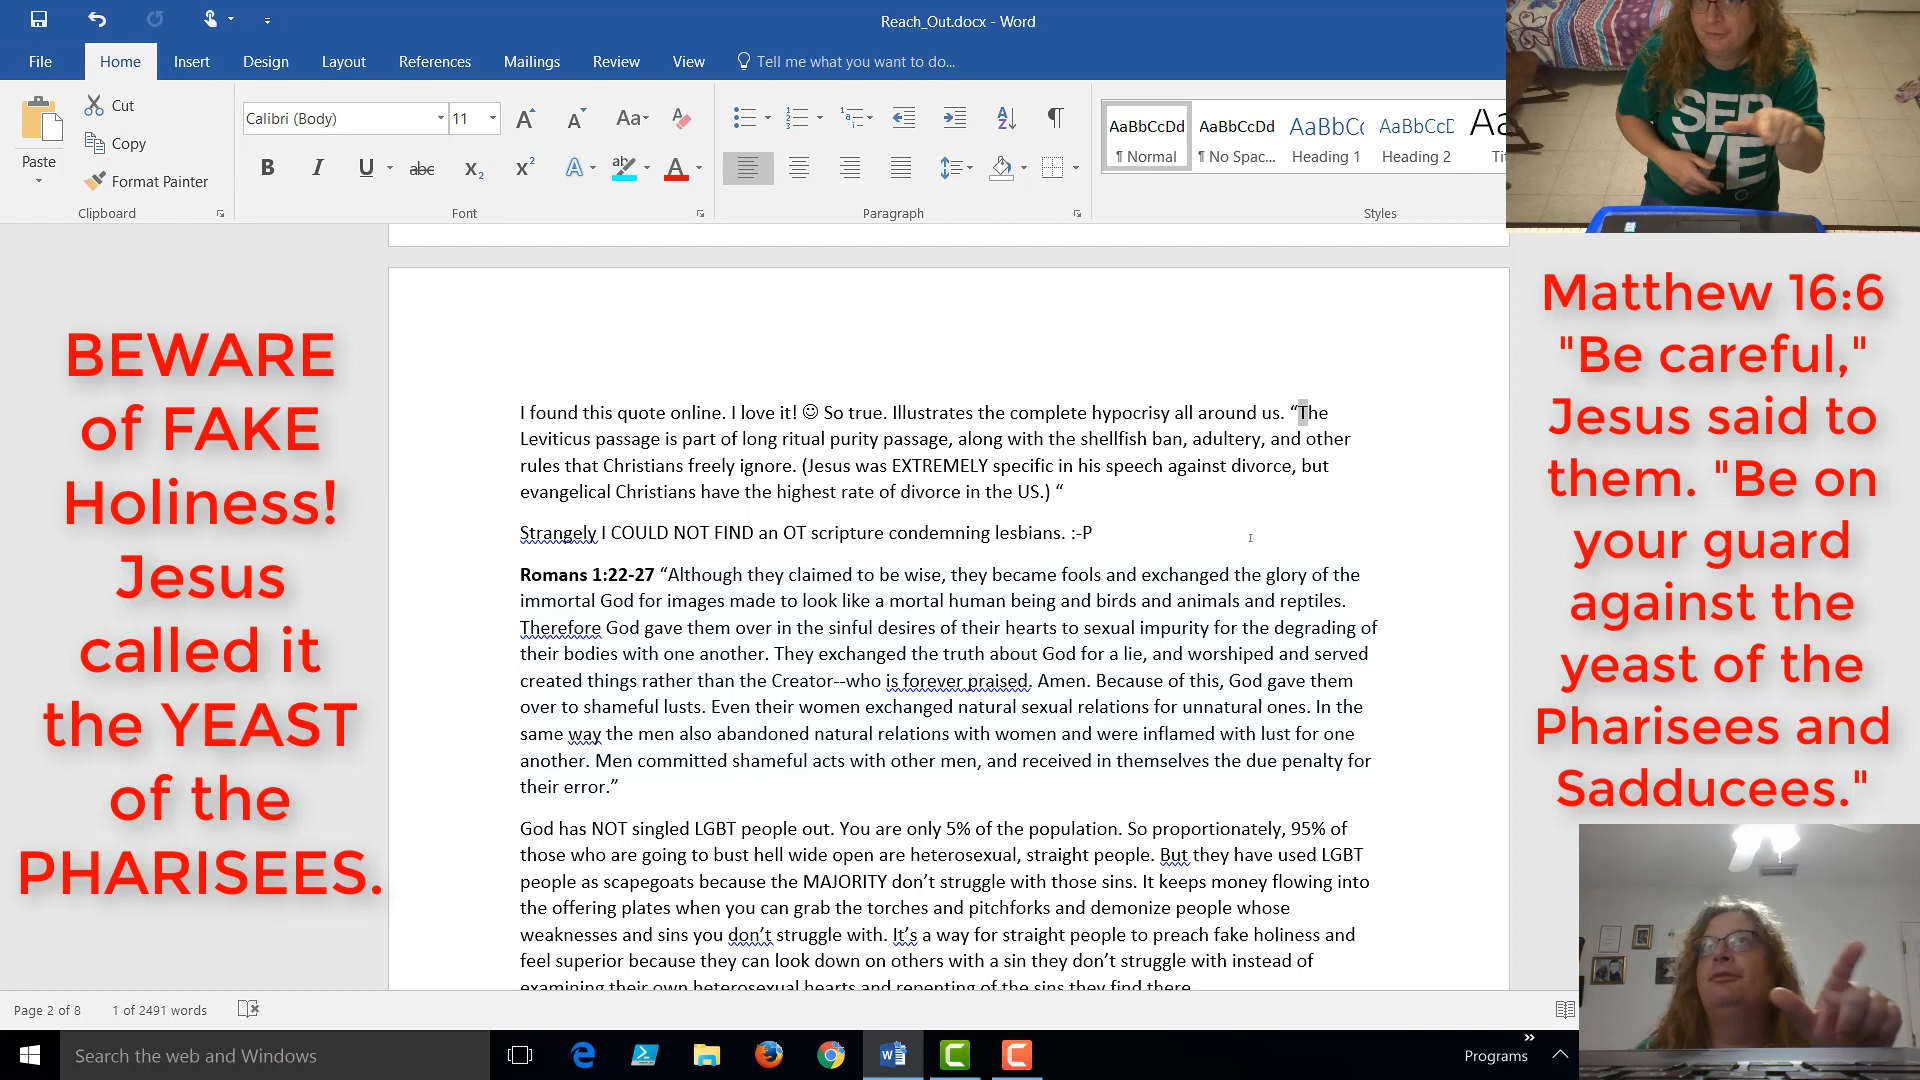 Reach_Out.docx - Word
File
Home
Insert
Design
Layout
References
Mailings
Review
View
Tell me what you want to do...
Paste
Cut
Copy
Format Painter
Clipboard
Calibri (Body)
11
Font
Paragraph
AaBbCcDd
¶ Normal
AaBbCcDd
¶ No Spac...
AaBbCc
Heading 1
AaBbCcD
Heading 2
Styles
SER
VE
BEWARE
of FAKE
Holiness!
Jesus
called it
the YEAST
of the
PHARISEES.
I found this quote online. I love it! ☺ So true. Illustrates the complete hypocrisy all around us. “The
Leviticus passage is part of long ritual purity passage, along with the shellfish ban, adultery, and other
rules that Christians freely ignore. (Jesus was EXTREMELY specific in his speech against divorce, but
evangelical Christians have the highest rate of divorce in the US.) “
Strangely I COULD NOT FIND an OT scripture condemning lesbians. :-P
Romans 1:22-27 “Although they claimed to be wise, they became fools and exchanged the glory of the
immortal God for images made to look like a mortal human being and birds and animals and reptiles.
Therefore God gave them over in the sinful desires of their hearts to sexual impurity for the degrading of
their bodies with one another. They exchanged the truth about God for a lie, and worshiped and served
created things rather than the Creator--who is forever praised. Amen. Because of this, God gave them
over to shameful lusts. Even their women exchanged natural sexual relations for unnatural ones. In the
same way the men also abandoned natural relations with women and were inflamed with lust for one
another. Men committed shameful acts with other men, and received in themselves the due penalty for
their error.”
God has NOT singled LGBT people out. You are only 5% of the population. So proportionately, 95% of
those who are going to bust hell wide open are heterosexual, straight people. But they have used LGBT
people as scapegoats because the MAJORITY don’t struggle with those sins. It keeps money flowing into
the offering plates when you can grab the torches and pitchforks and demonize people whose
weaknesses and sins you don’t struggle with. It’s a way for straight people to preach fake holiness and
feel superior because they can look down on others with a sin they don’t struggle with instead of
examining their own heterosexual hearts and repenting of the sins they find there.
Matthew 16:6
"Be careful,"
Jesus said to
them. "Be on
your guard
against the
yeast of the
Pharisees and
Sadducees."
Page 2 of 8
1 of 2491 words
Search the web and Windows
Programs